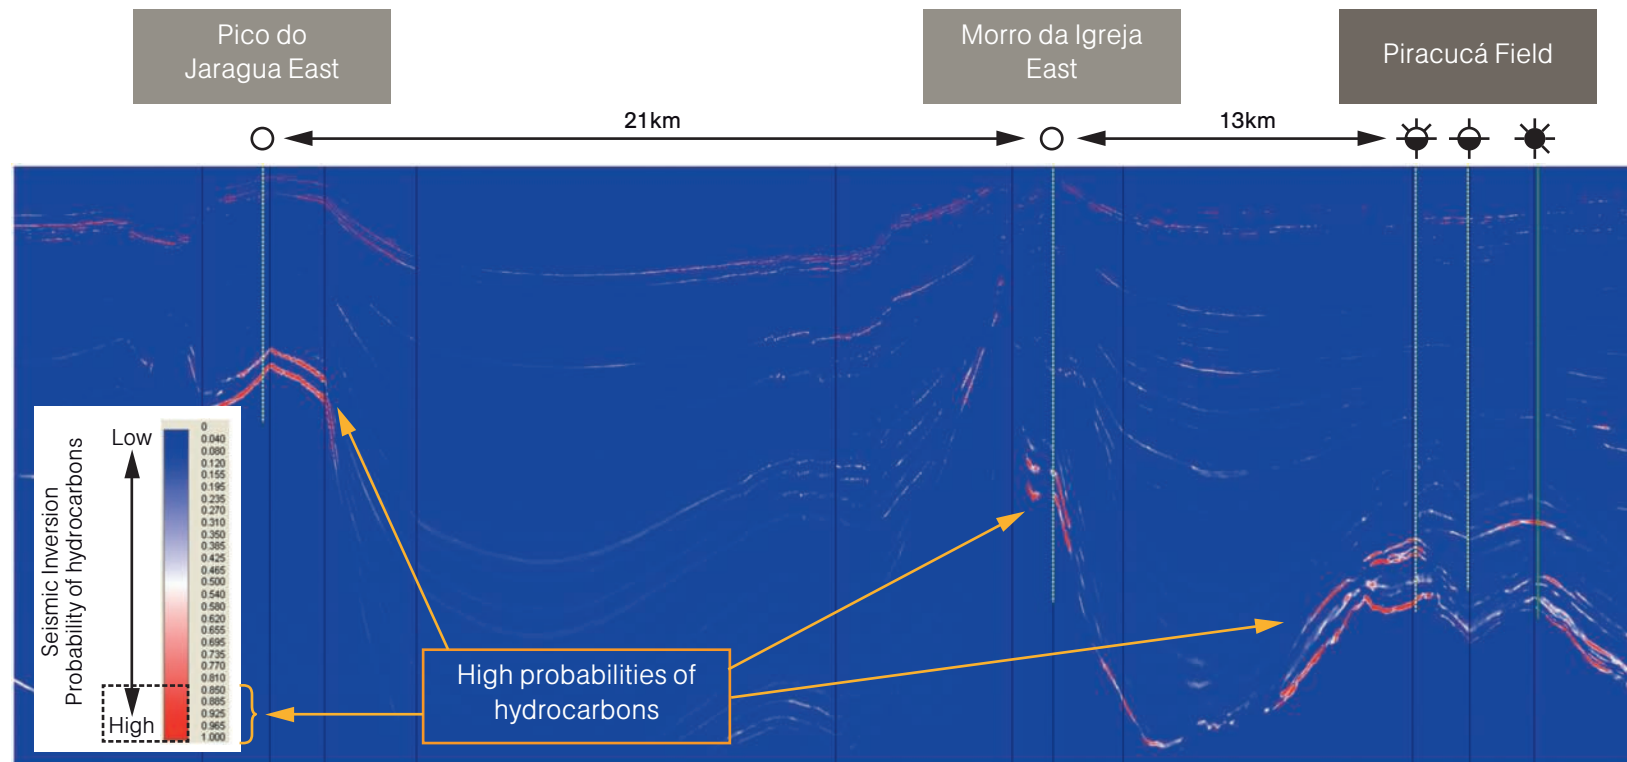 Pico do
Jaragua East
Morro da Igreja
East
Piracucá Field
21km
13km
Seismic Inversion
Probability of hydrocarbons
Low
High
0
0.040
0.080
0.120
0.155
0.195
0.235
0.270
0.310
0.350
0.385
0.425
0.465
0.500
0.540
0.580
0.620
0.655
0.695
0.735
0.770
0.810
0.850
0.885
0.925
0.965
1.000
High probabilities of
hydrocarbons